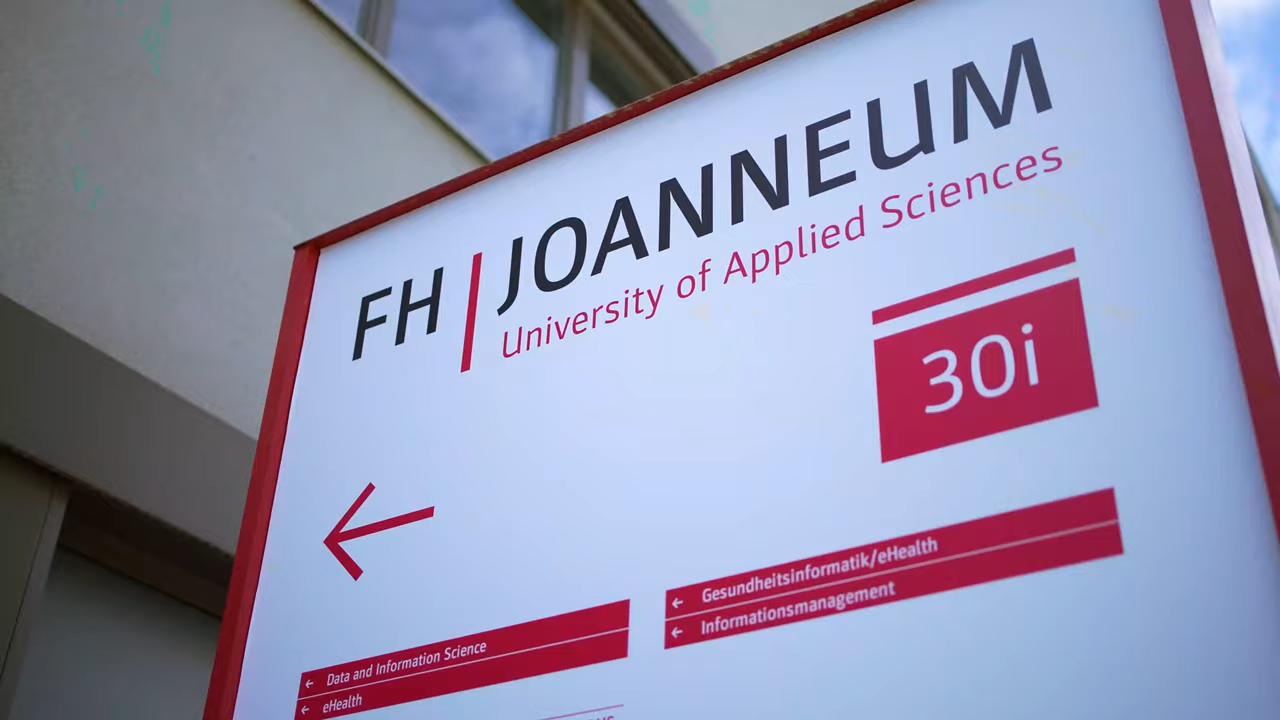 FH | JOANNEUM
University of Applied Sciences
30i
← Gesundheitsinformatik/eHealth
← Informationsmanagement
← Data and Information Science
← eHealth